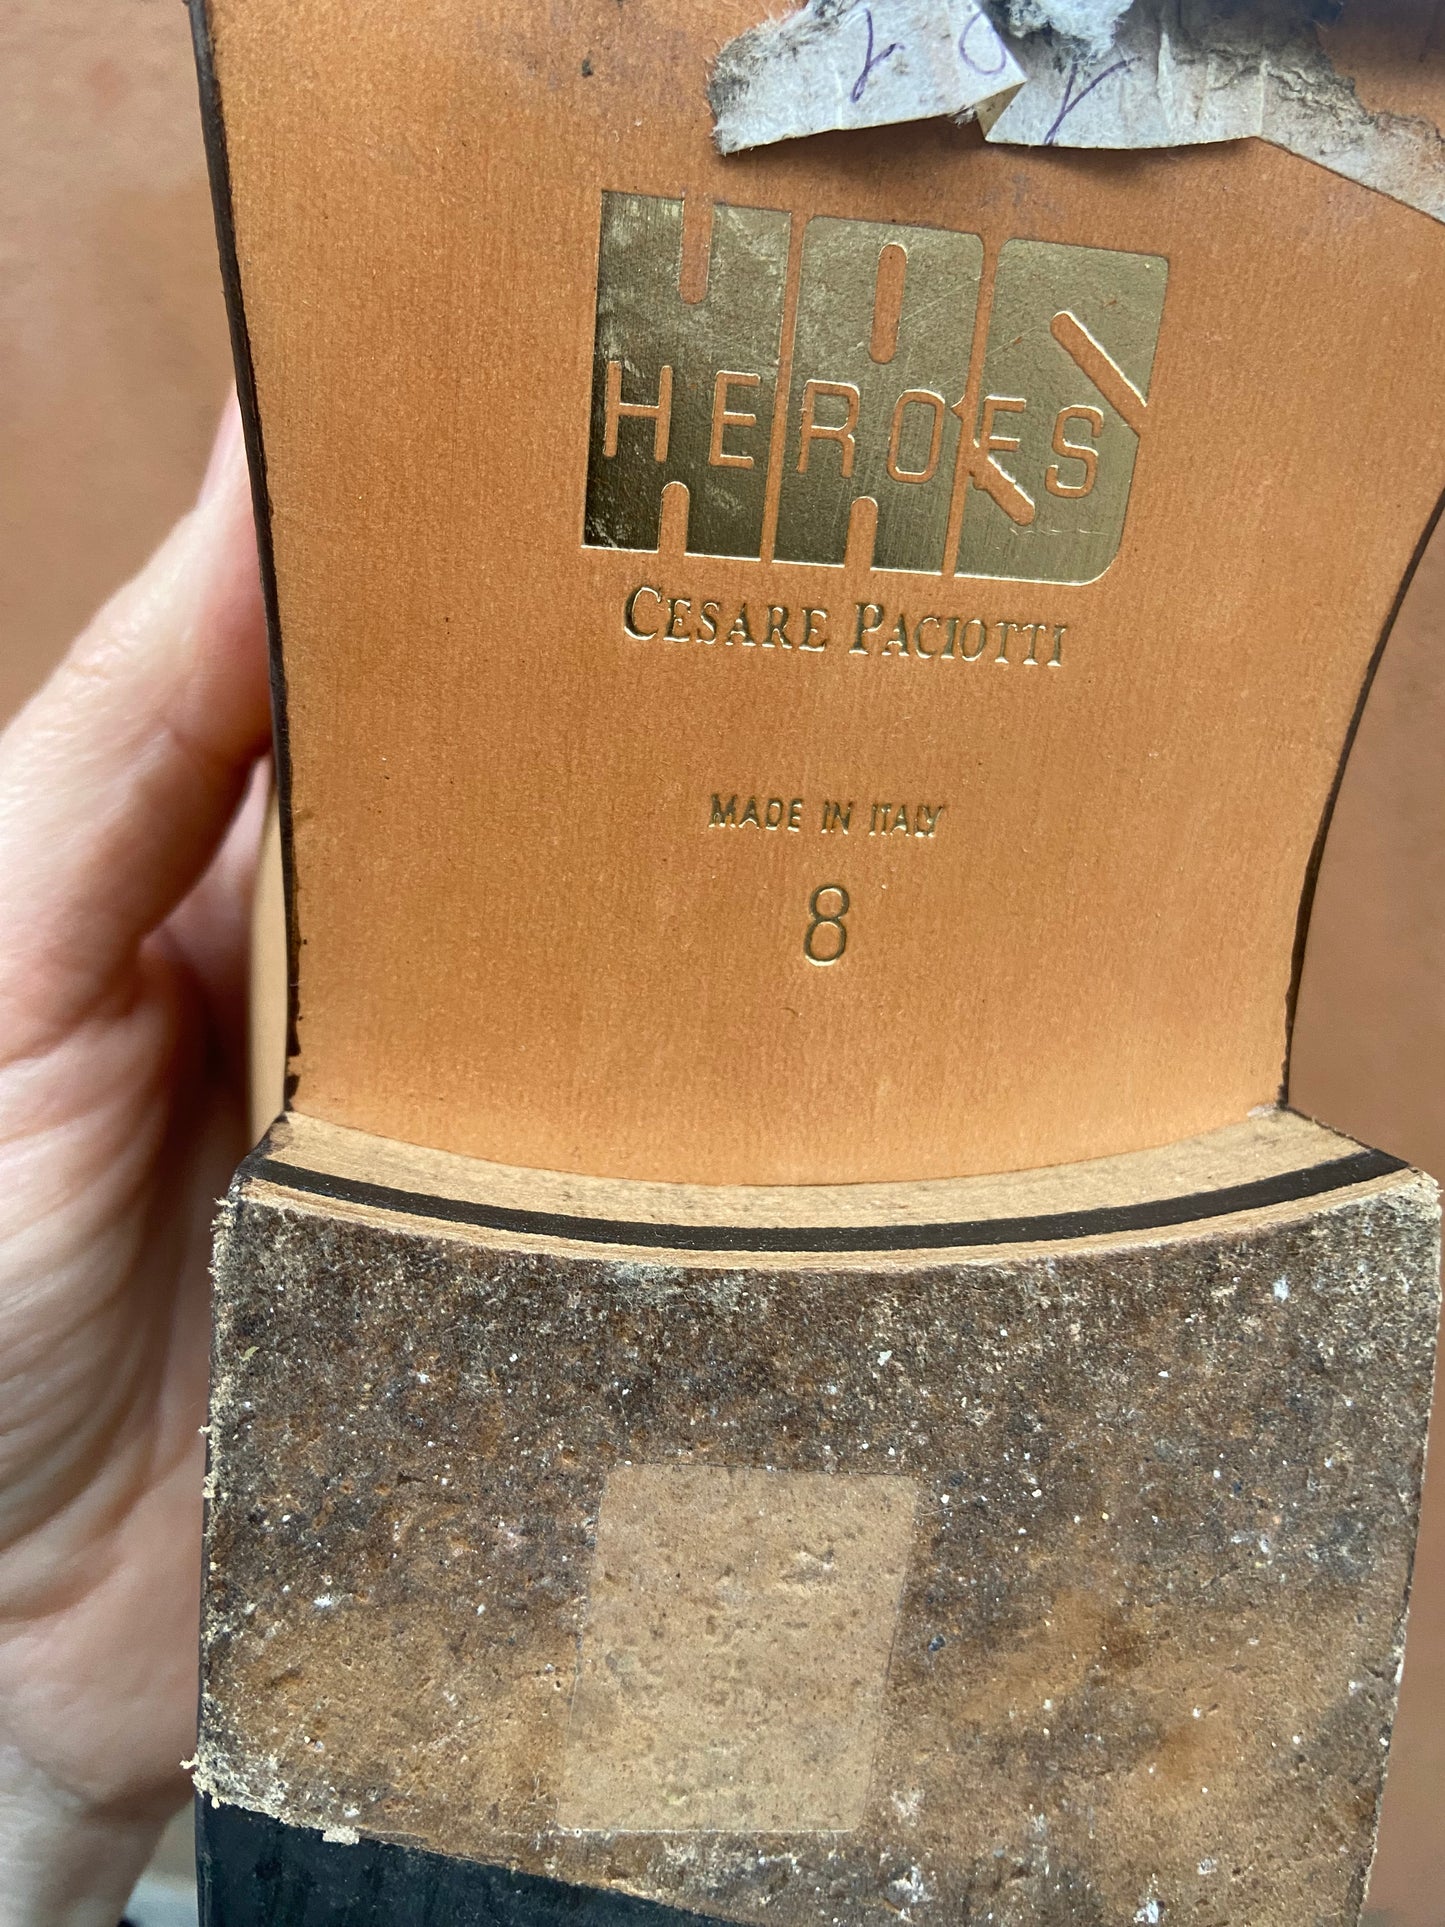 HEROES
CESARE PACIOTTI
MADE IN ITALY
8